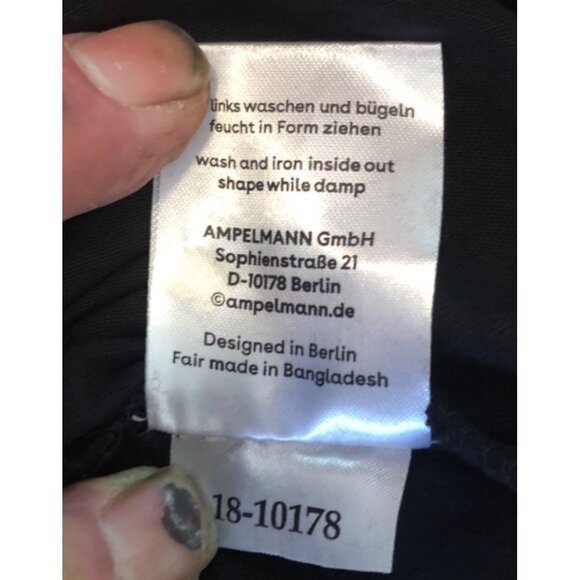 links waschen und bügeln
feucht in Form ziehen
wash and iron inside out
shape while damp
AMPELMANN GmbH
Sophienstraße 21
D-10178 Berlin
©ampelmann.de
Designed in Berlin
Fair made in Bangladesh
18-10178